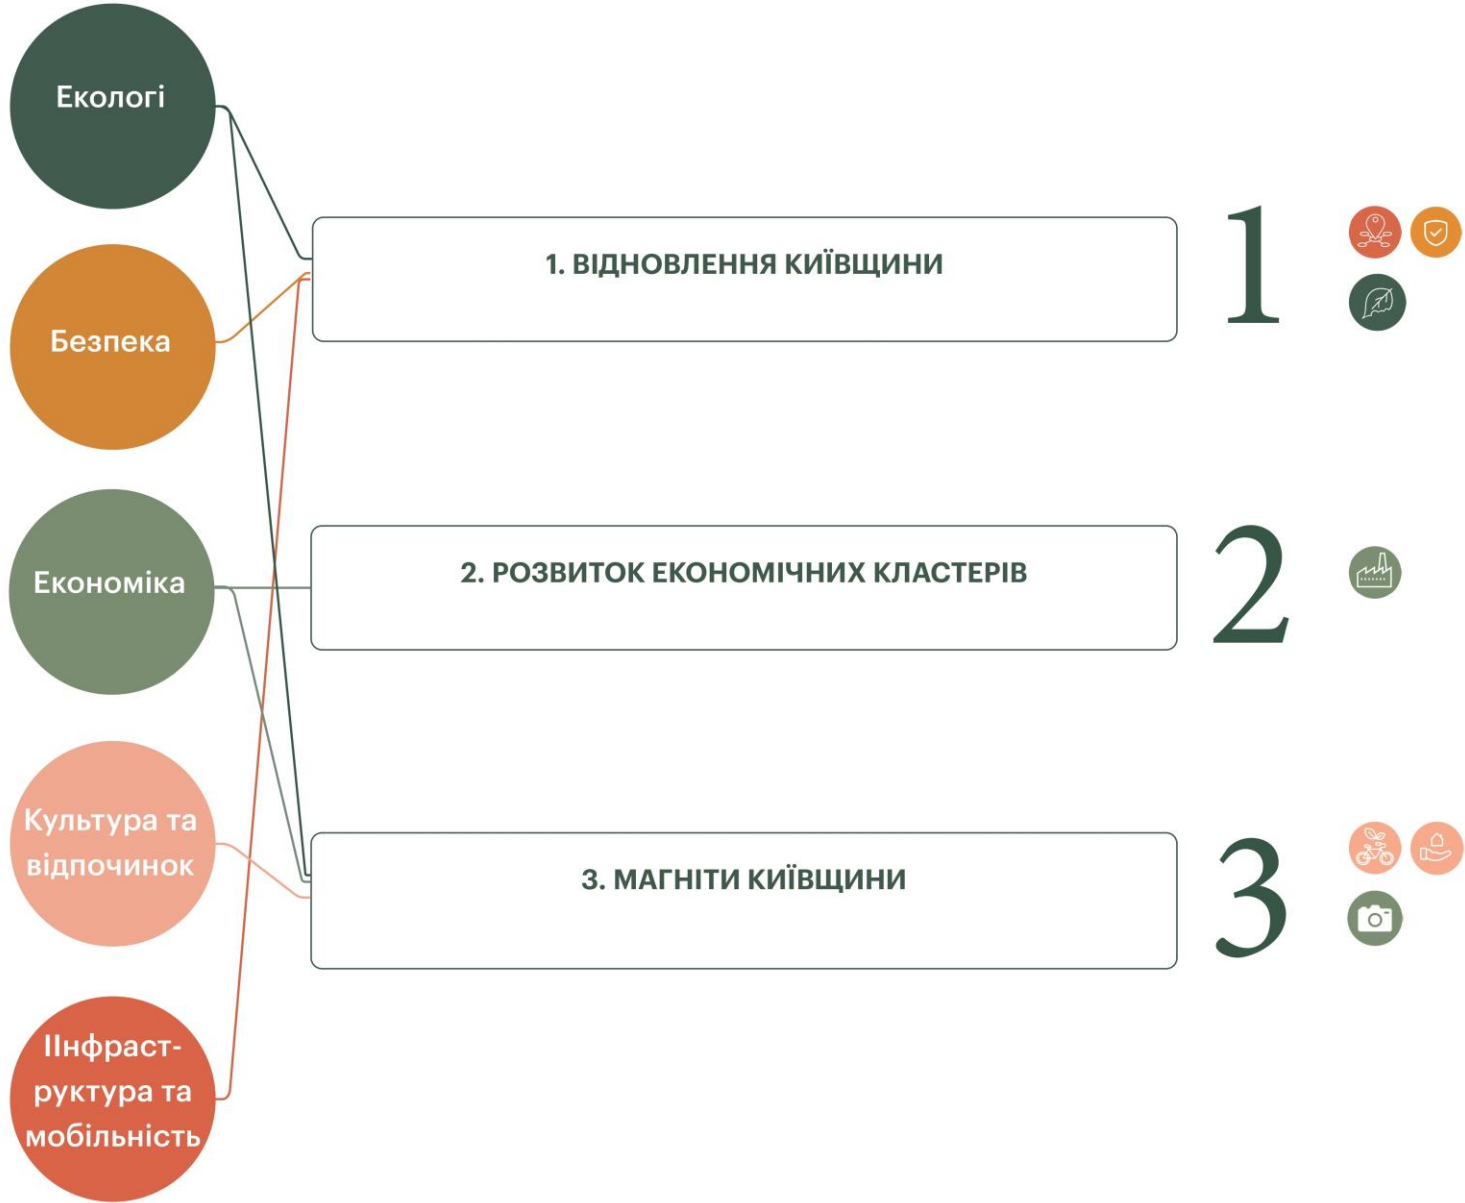 Екологі
Безпека
Економіка
Культура та
відпочинок
ІІнфраст-
руктура та
мобільність
1. ВІДНОВЛЕННЯ КИЇВЩИНИ
1
2. РОЗВИТОК ЕКОНОМІЧНИХ КЛАСТЕРІВ
2
3. МАГНІТИ КИЇВЩИНИ
3